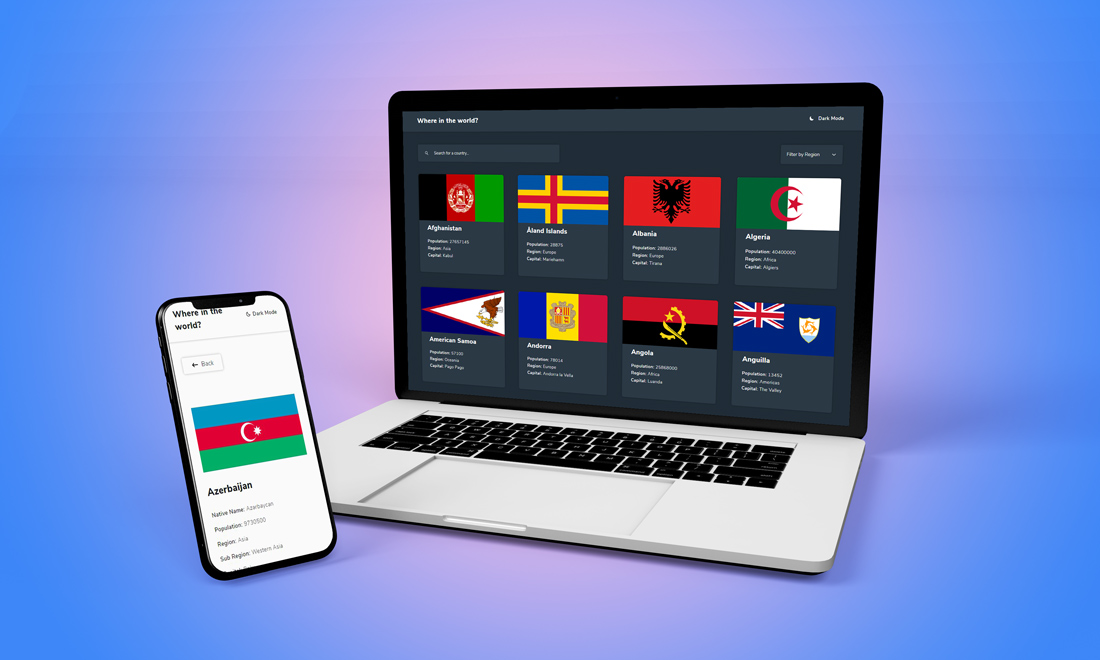 Where in the world?
Dark Mode
Search for a country...
Filter by Region
Afghanistan
Population: 27657145
Region: Asia
Capital: Kabul
Åland Islands
Population: 28875
Region: Europe
Capital: Mariehamn
Albania
Population: 2886026
Region: Europe
Capital: Tirana
Algeria
Population: 40400000
Region: Africa
Capital: Algiers
American Samoa
Population: 57100
Region: Oceania
Capital: Pago Pago
Andorra
Population: 78014
Region: Europe
Capital: Andorra la Vella
Angola
Population: 25868000
Region: Africa
Capital: Luanda
Anguilla
Population: 13452
Region: Americas
Capital: The Valley
Where in the
world?
Dark Mode
Back
Azerbaijan
Native Name: Azərbaycan
Population: 9730500
Region: Asia
Sub Region: Western Asia